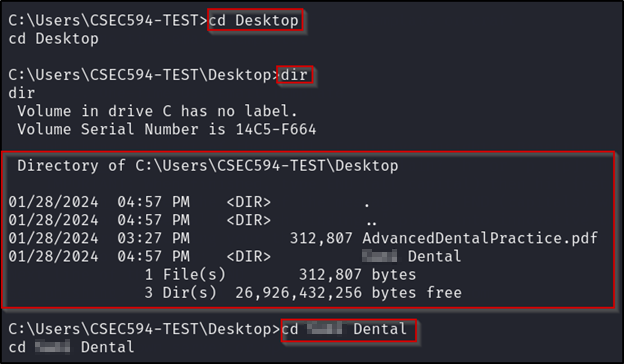 C:\Users\CSEC594-TEST>cd Desktop
cd Desktop
C:\Users\CSEC594-TEST\Desktop>dir
dir
Volume in drive C has no label.
Volume Serial Number is 14C5-F664
Directory of C:\Users\CSEC594-TEST\Desktop
01/28/2024  04:57 PM    <DIR>          .
01/28/2024  04:57 PM    <DIR>          ..
01/28/2024  03:27 PM           312,807 AdvancedDentalPractice.pdf
01/28/2024  04:57 PM    <DIR>          Dental
1 File(s)        312,807 bytes
3 Dir(s)  26,926,432,256 bytes free
C:\Users\CSEC594-TEST\Desktop>cd Dental
cd Dental